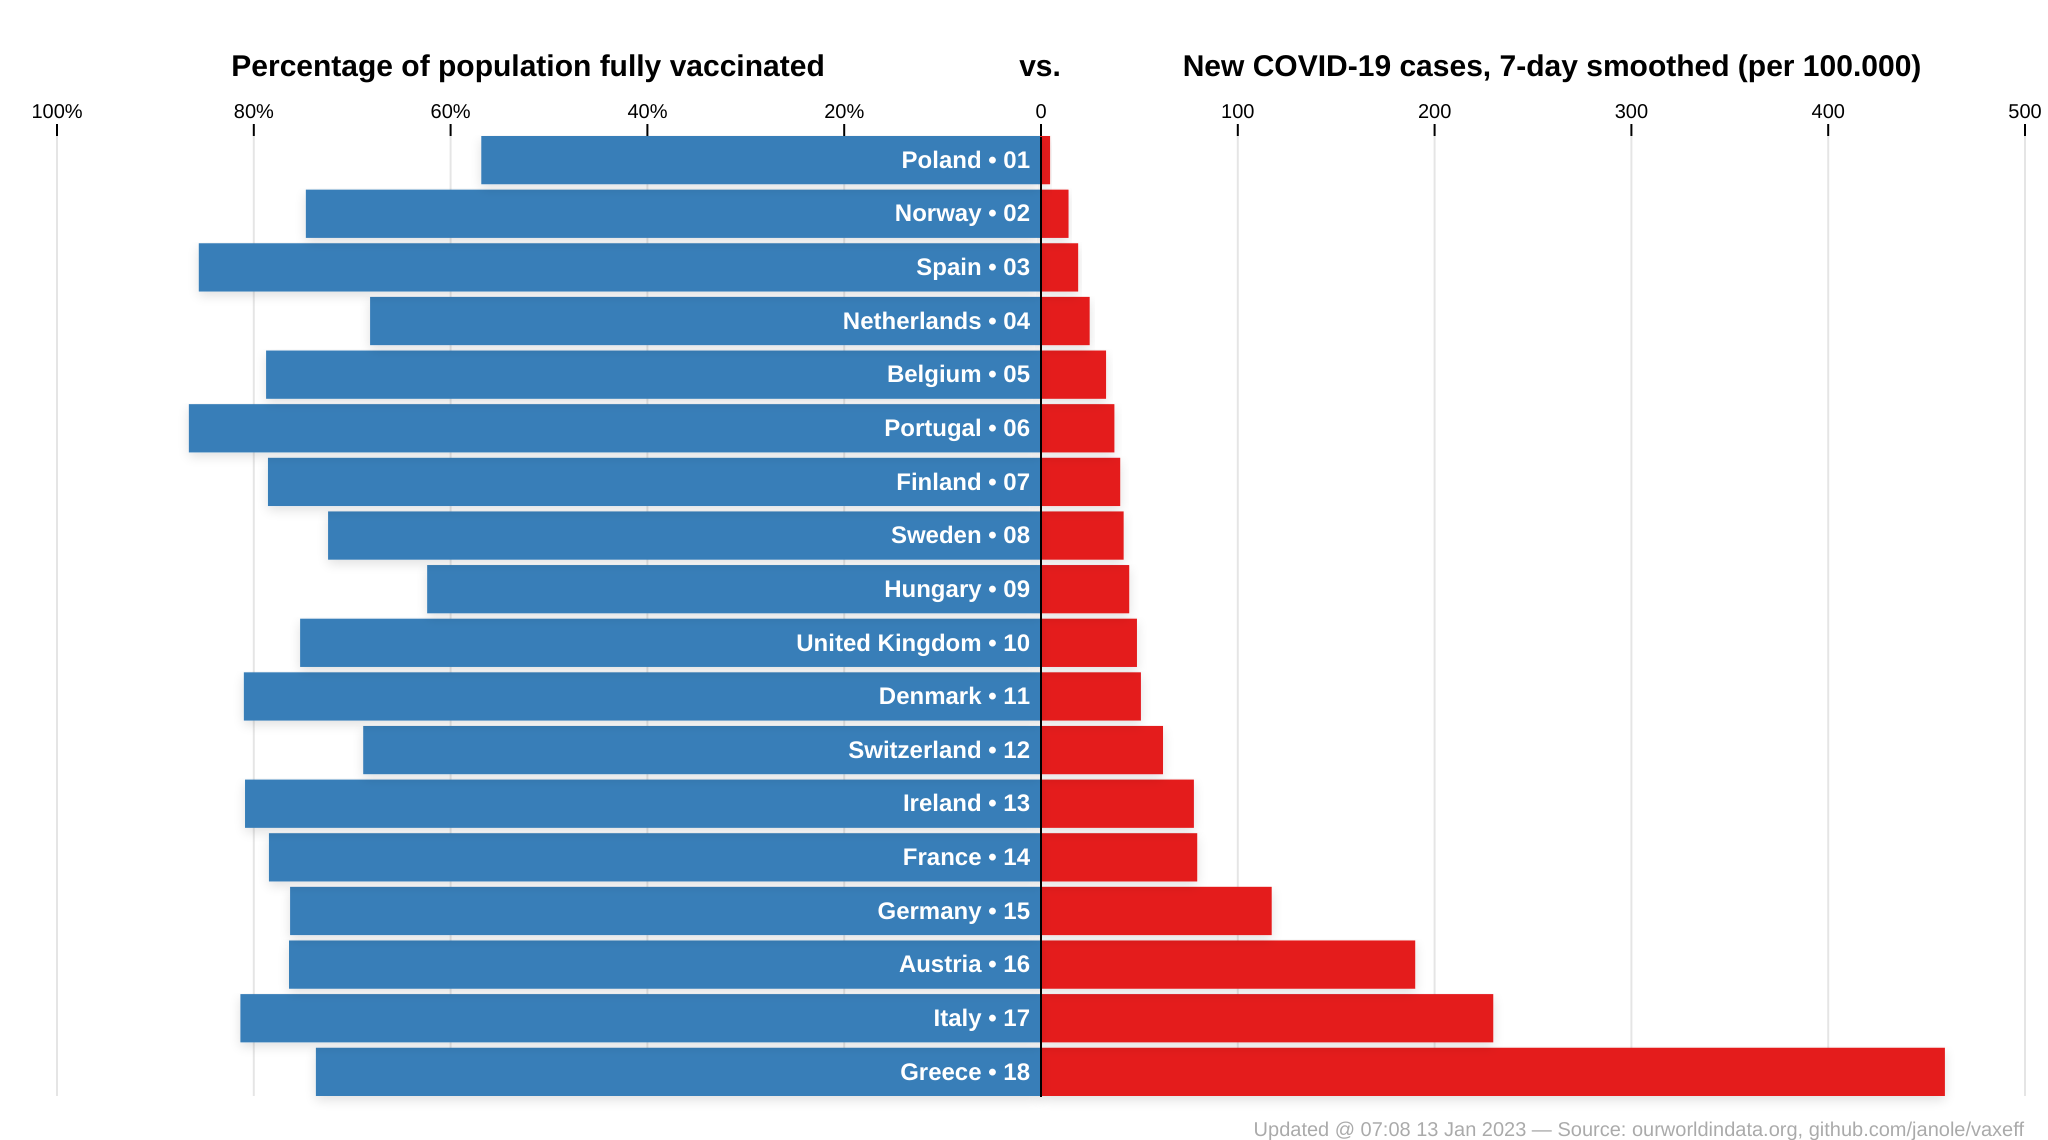 Percentage of population fully vaccinated vs. New COVID-19 cases, 7-day smoothed (per 100.000)
100% 80% 60% 40% 20% 0 100 200 300 400 500
Poland • 01
Norway • 02
Spain • 03
Netherlands • 04
Belgium • 05
Portugal • 06
Finland • 07
Sweden • 08
Hungary • 09
United Kingdom • 10
Denmark • 11
Switzerland • 12
Ireland • 13
France • 14
Germany • 15
Austria • 16
Italy • 17
Greece • 18
Updated @ 07:08 13 Jan 2023 — Source: ourworldindata.org, github.com/janole/vaxeff